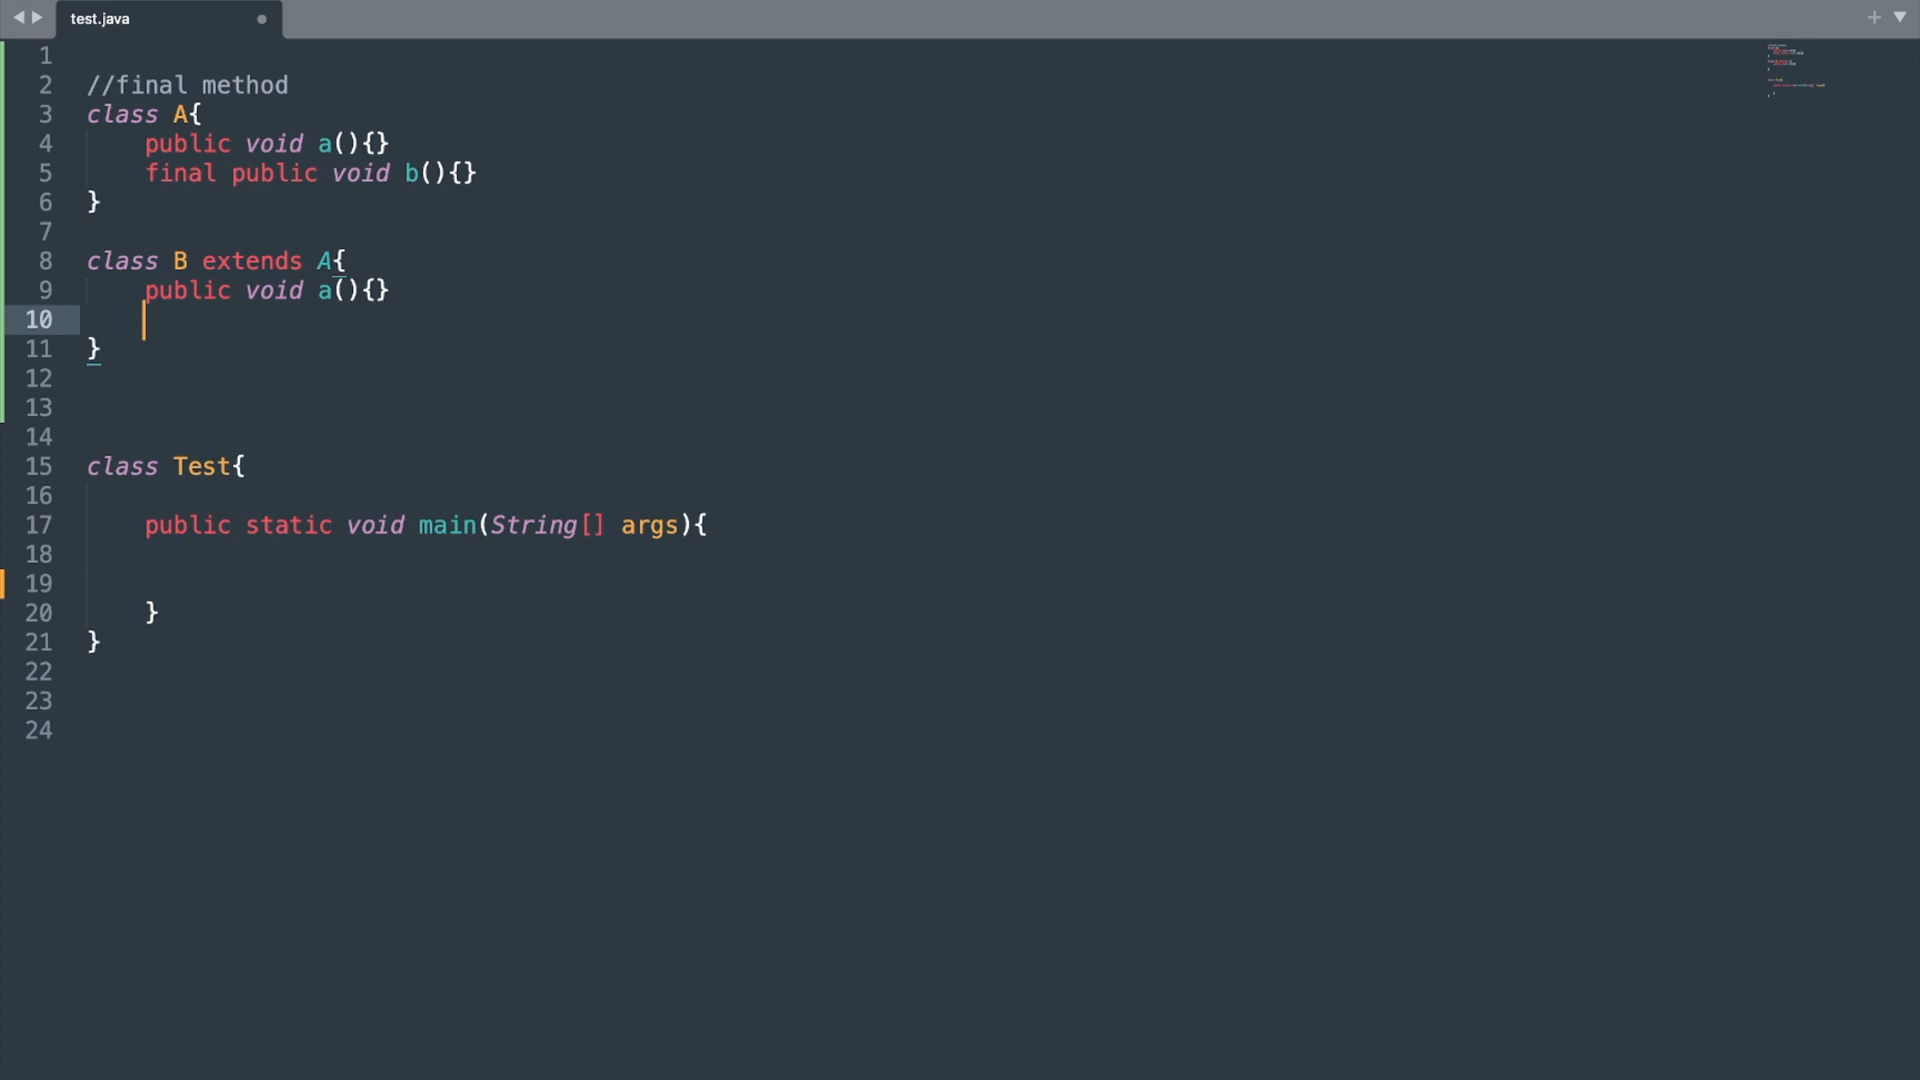 test.java
1
2 //final method
3 class A{
4 public void a(){}
5 final public void b(){}
6 }
7
8 class B extends A{
9 public void a(){}
10
11 }
12
13
14
15 class Test{
16
17 public static void main(String[] args){
18
19
20 }
21 }
22
23
24